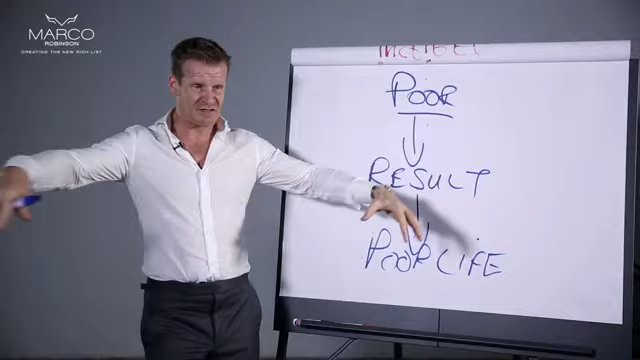 MARCO
ROBINSON
CREATING THE NEW RICH LIST
POOR
RESULT
POOR LIFE